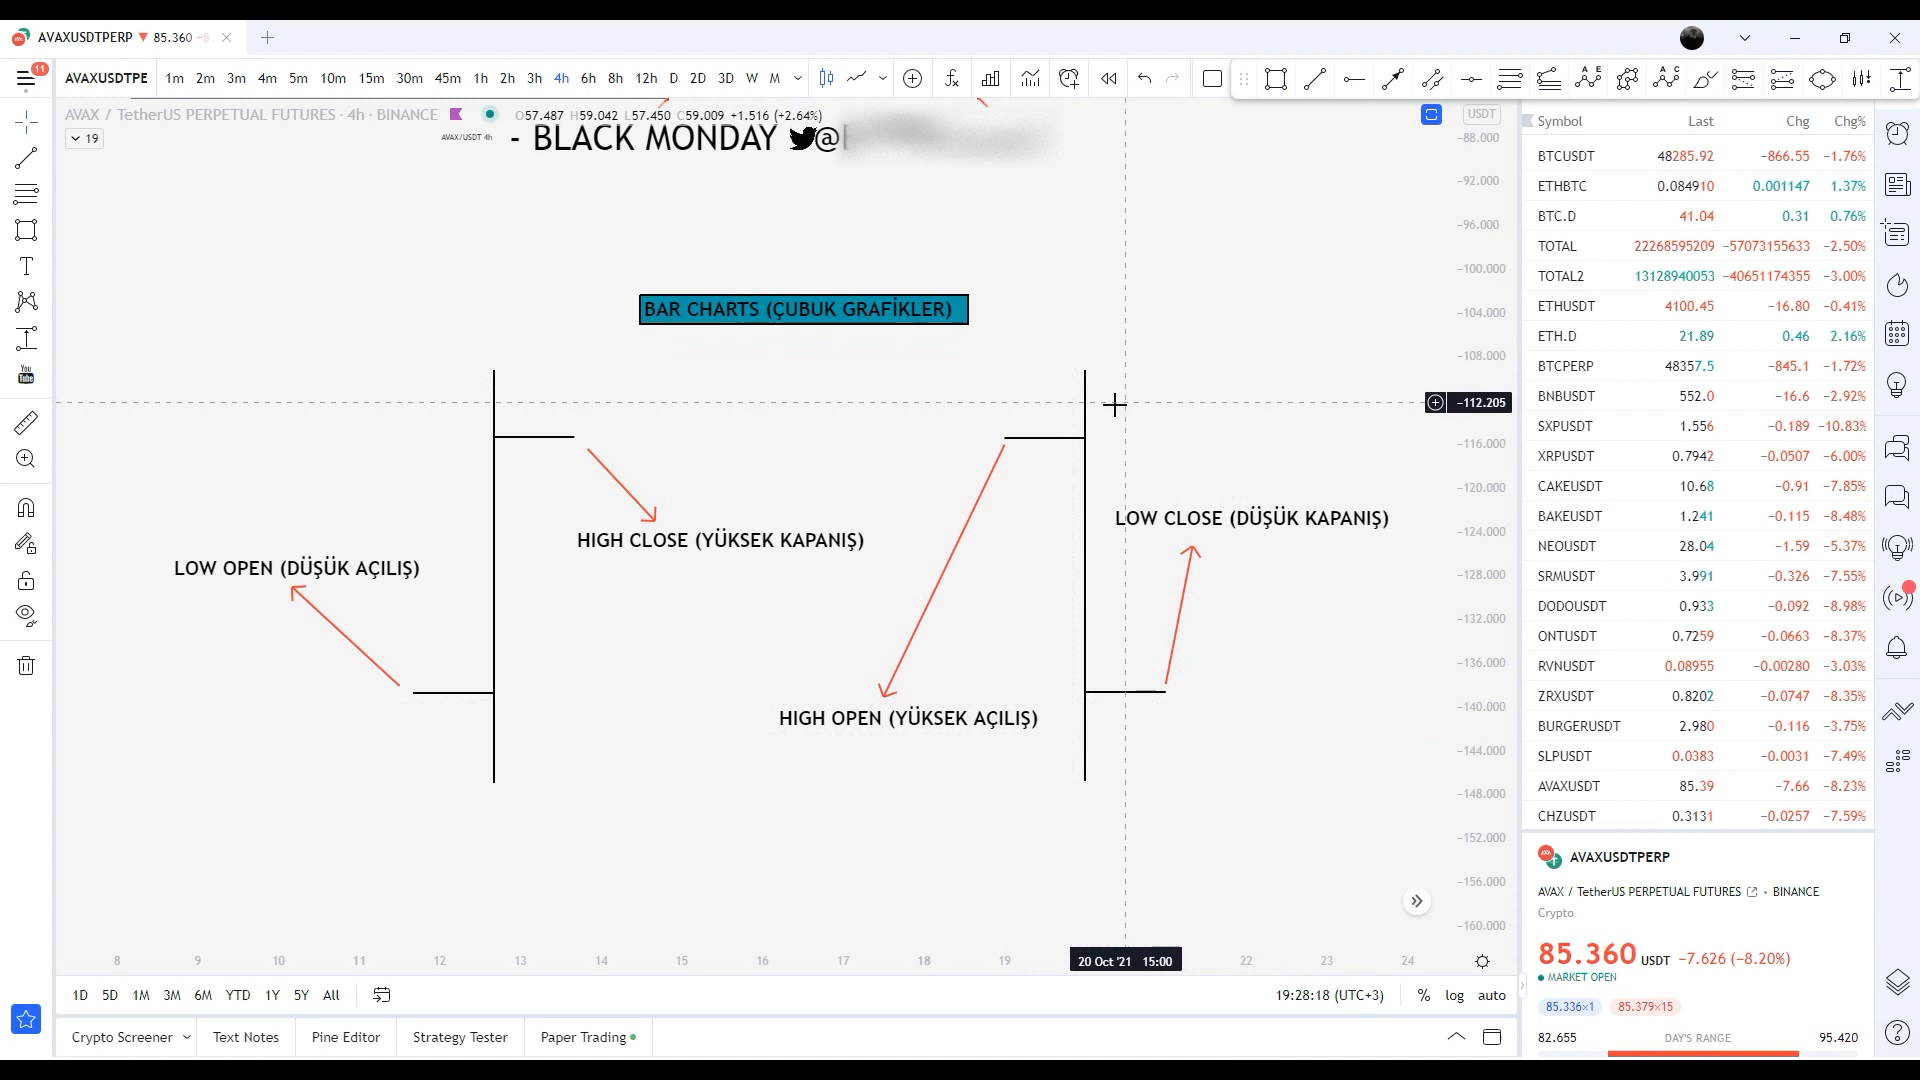 AVAXUSDTPERP ▼ 85.360 −8
11
AVAXUSDTPE 1m 2m 3m 4m 5m 10m 15m 30m 45m 1h 2h 3h 4h 6h 8h 12h D 2D 3D W M
AVAX / TetherUS PERPETUAL FUTURES · 4h · BINANCE O57.487 H59.042 L57.450 C59.009 +1.516 (+2.64%)
19
AVAX/USDT 4h - BLACK MONDAY @
BAR CHARTS (ÇUBUK GRAFİKLER)
HIGH CLOSE (YÜKSEK KAPANIŞ)
LOW OPEN (DÜŞÜK AÇILIŞ)
LOW CLOSE (DÜŞÜK KAPANIŞ)
HIGH OPEN (YÜKSEK AÇILIŞ)
USDT
−88.000
−92.000
−96.000
−100.000
−104.000
−108.000
−112.205
−116.000
−120.000
−124.000
−128.000
−132.000
−136.000
−140.000
−144.000
−148.000
−152.000
−156.000
−160.000
8 9 10 11 12 13 14 15 16 17 18 19 20 Oct '21 15:00 22 23 24
1D 5D 1M 3M 6M YTD 1Y 5Y All 19:28:18 (UTC+3) % log auto
Crypto Screener Text Notes Pine Editor Strategy Tester Paper Trading
You
Tube
Symbol Last Chg Chg%
BTCUSDT 48285.92 −866.55 −1.76%
ETHBTC 0.084910 0.001147 1.37%
BTC.D 41.04 0.31 0.76%
TOTAL 22268595209 −57073155633 −2.50%
TOTAL2 13128940053 −40651174355 −3.00%
ETHUSDT 4100.45 −16.80 −0.41%
ETH.D 21.89 0.46 2.16%
BTCPERP 48357.5 −845.1 −1.72%
BNBUSDT 552.0 −16.6 −2.92%
SXPUSDT 1.556 −0.189 −10.83%
XRPUSDT 0.7942 −0.0507 −6.00%
CAKEUSDT 10.68 −0.91 −7.85%
BAKEUSDT 1.241 −0.115 −8.48%
NEOUSDT 28.04 −1.59 −5.37%
SRMUSDT 3.991 −0.326 −7.55%
DODOUSDT 0.933 −0.092 −8.98%
ONTUSDT 0.7259 −0.0663 −8.37%
RVNUSDT 0.08955 −0.00280 −3.03%
ZRXUSDT 0.8202 −0.0747 −8.35%
BURGERUSDT 2.980 −0.116 −3.75%
SLPUSDT 0.0383 −0.0031 −7.49%
AVAXUSDT 85.39 −7.66 −8.23%
CHZUSDT 0.3131 −0.0257 −7.59%
AVAXUSDTPERP
AVAX / TetherUS PERPETUAL FUTURES • BINANCE
Crypto
85.360 USDT −7.626 (−8.20%)
MARKET OPEN
85.336×1 85.379×15
82.655 DAY'S RANGE 95.420